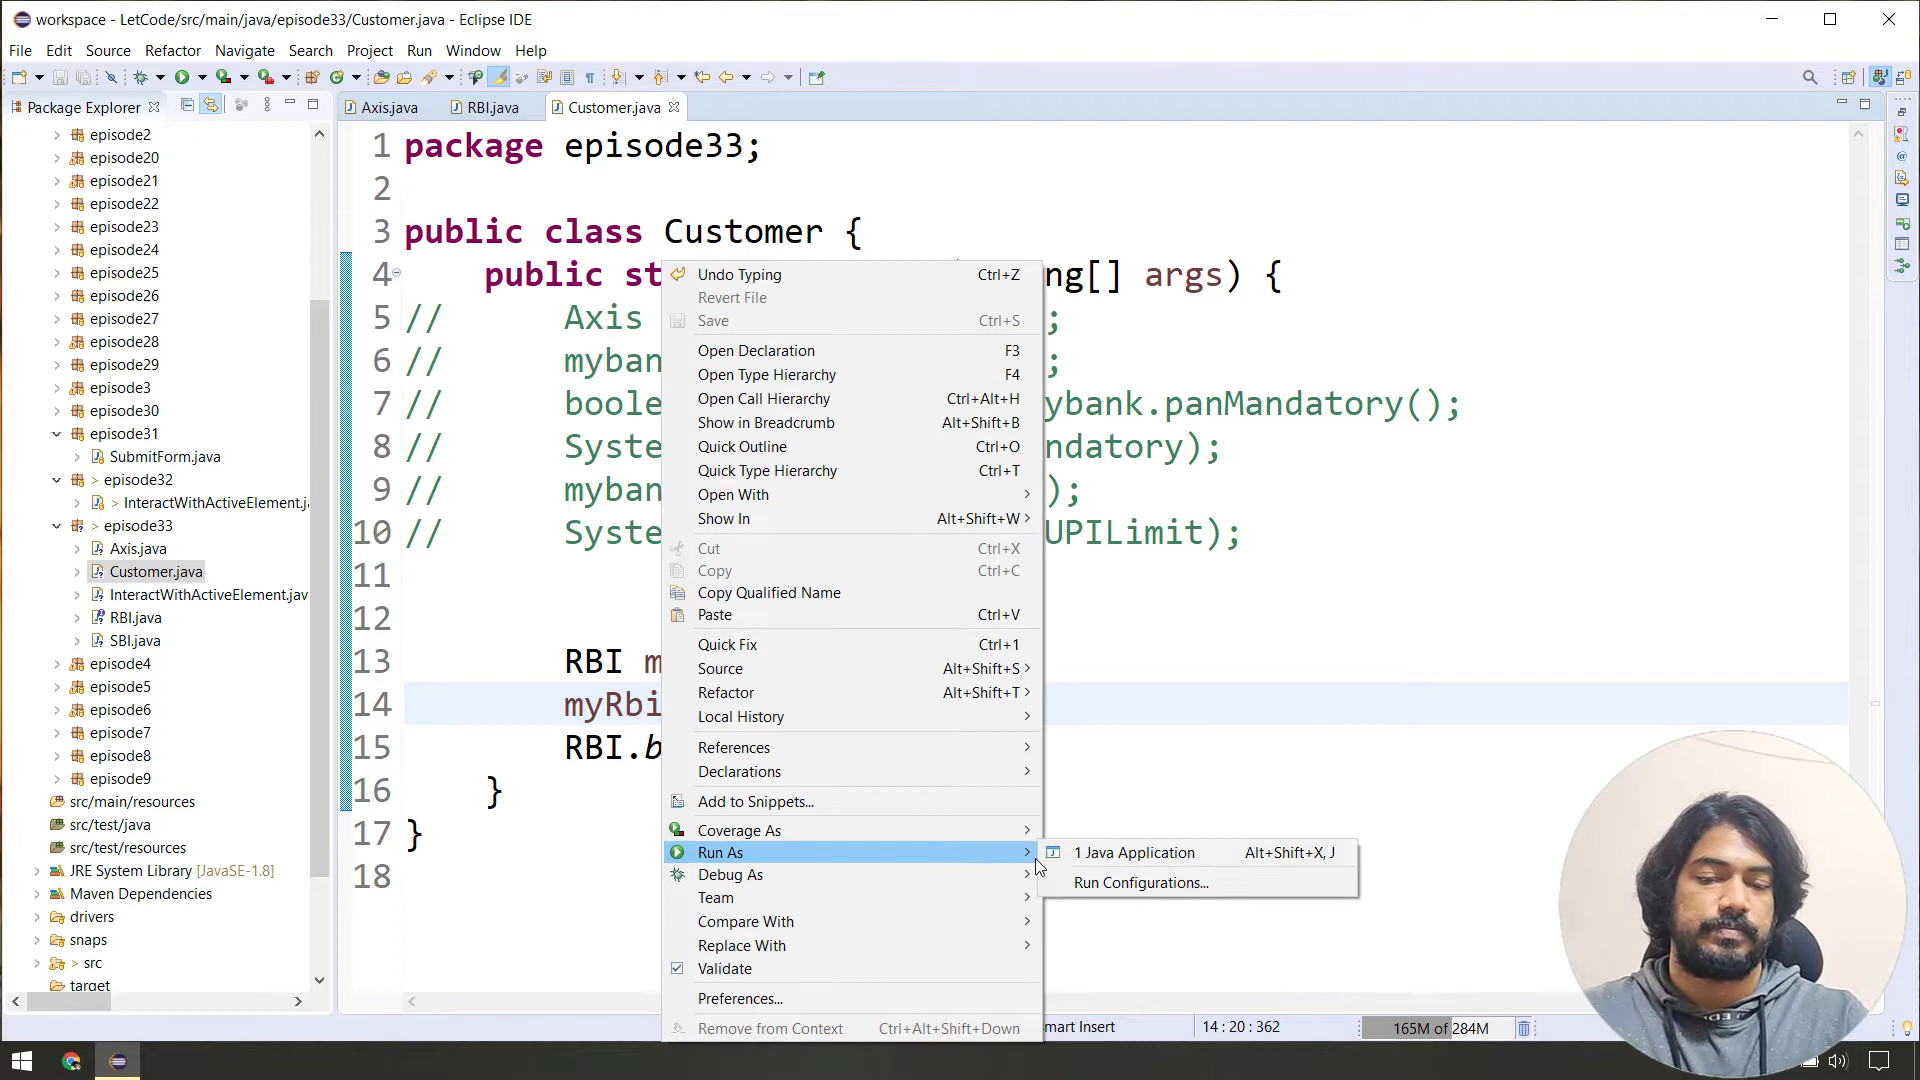 workspace - LetCode/src/main/java/episode33/Customer.java - Eclipse IDE
File Edit Source Refactor Navigate Search Project Run Window Help
Package Explorer
Axis.java
RBI.java
Customer.java
episode2
episode20
episode21
episode22
episode23
episode24
episode25
episode26
episode27
episode28
episode29
episode3
episode30
episode31
SubmitForm.java
> episode32
> InteractWithActiveElement.ja
> episode33
Axis.java
Customer.java
InteractWithActiveElement.java
RBI.java
SBI.java
episode4
episode5
episode6
episode7
episode8
episode9
src/main/resources
src/test/java
src/test/resources
JRE System Library [JavaSE-1.8]
Maven Dependencies
drivers
snaps
> src
target
1 package episode33;
2
3 public class Customer {
4 public st ng[] args) {
5 // Axis ;
6 // myban ;
7 // boole ybank.panMandatory();
8 // Syste ndatory);
9 // myban );
10 // Syste UPILimit);
11
12
13 RBI m
14 myRbi
15 RBI.b
16 }
17 }
18
Undo Typing Ctrl+Z
Revert File
Save Ctrl+S
Open Declaration F3
Open Type Hierarchy F4
Open Call Hierarchy Ctrl+Alt+H
Show in Breadcrumb Alt+Shift+B
Quick Outline Ctrl+O
Quick Type Hierarchy Ctrl+T
Open With
Show In Alt+Shift+W
Cut Ctrl+X
Copy Ctrl+C
Copy Qualified Name
Paste Ctrl+V
Quick Fix Ctrl+1
Source Alt+Shift+S
Refactor Alt+Shift+T
Local History
References
Declarations
Add to Snippets...
Coverage As
Run As
Debug As
Team
Compare With
Replace With
Validate
Preferences...
Remove from Context Ctrl+Alt+Shift+Down
1 Java Application Alt+Shift+X, J
Run Configurations...
mart Insert
14 : 20 : 362
165M of 284M